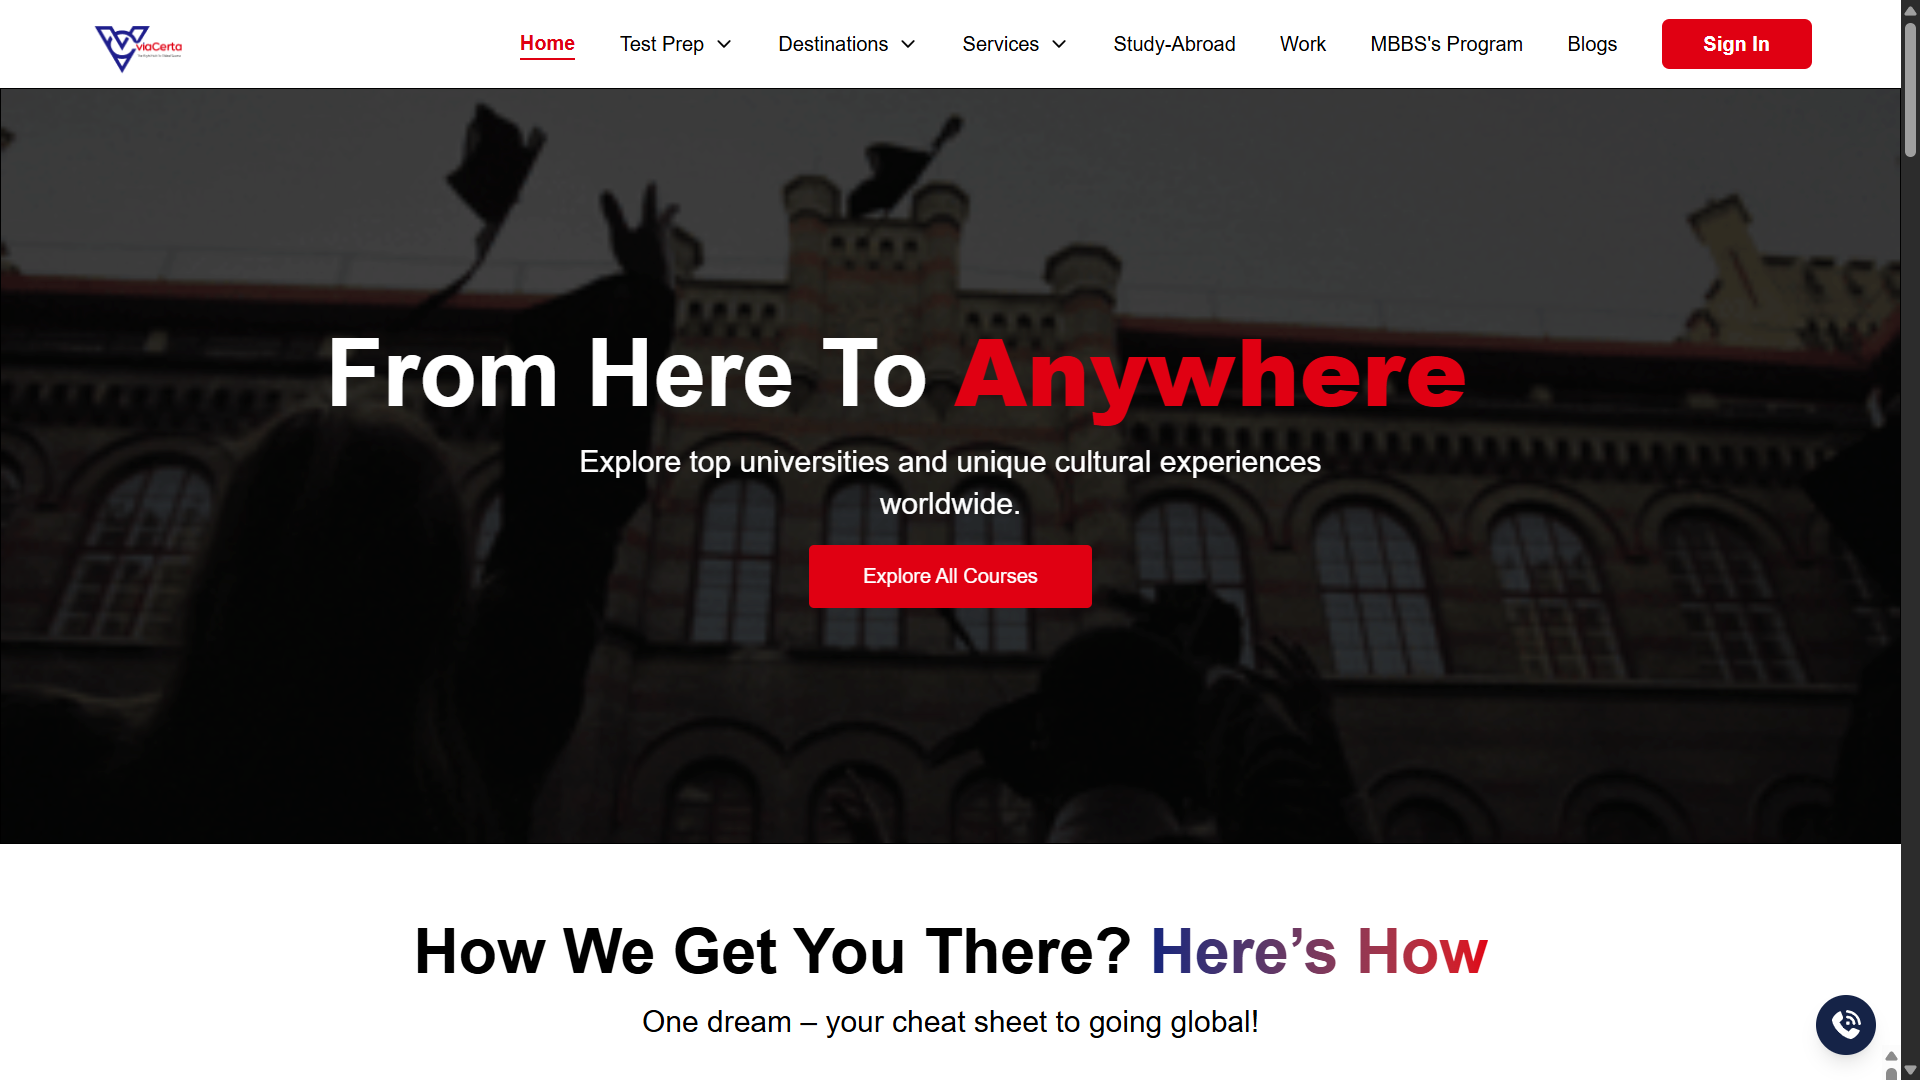 viaCerta
Home
Test Prep
Destinations
Services
Study-Abroad
Work
MBBS's Program
Blogs
Sign In
From Here To Anywhere
Explore top universities and unique cultural experiences
worldwide.
Explore All Courses
How We Get You There? Here’s How
One dream – your cheat sheet to going global!